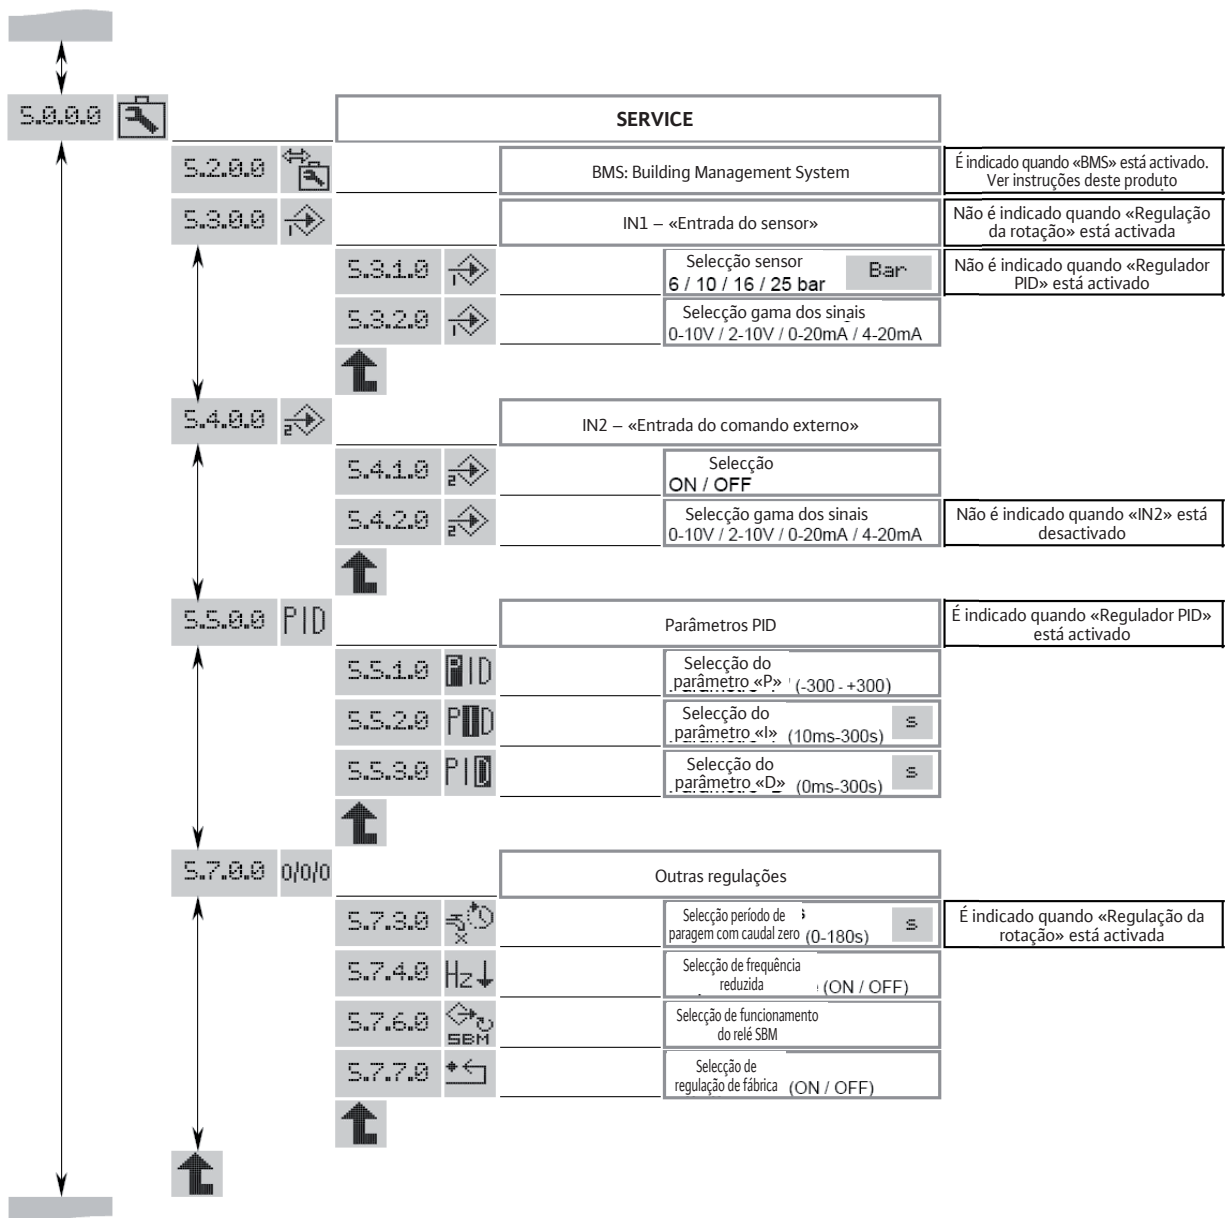 5.0.0.0
SERVICE
5.2.0.0
BMS: Building Management System
É indicado quando «BMS» está activado.
Ver instruções deste produto
5.3.0.0
1
IN1 – «Entrada do sensor»
Não é indicado quando «Regulação
da rotação» está activada
5.3.1.0
1
Selecção sensor
6 / 10 / 16 / 25 bar
Bar
Não é indicado quando «Regulador
PID» está activado
5.3.2.0
1
Selecção gama dos sinais
0-10V / 2-10V / 0-20mA / 4-20mA
5.4.0.0
2
IN2 – «Entrada do comando externo»
5.4.1.0
2
Selecção
ON / OFF
5.4.2.0
2
Selecção gama dos sinais
0-10V / 2-10V / 0-20mA / 4-20mA
Não é indicado quando «IN2» está
desactivado
5.5.0.0
PID
Parâmetros PID
É indicado quando «Regulador PID»
está activado
5.5.1.0
PID
Selecção do
parâmetro «P» (-300 - +300)
5.5.2.0
PID
Selecção do
parâmetro «I» (10ms-300s)
s
5.5.3.0
PID
Selecção do
parâmetro «D» (0ms-300s)
s
5.7.0.0
0/0/0
Outras regulações
5.7.3.0
Selecção período de
paragem com caudal zero (0-180s)
s
É indicado quando «Regulação da
rotação» está activada
5.7.4.0
Hz
Selecção de frequência
reduzida (ON / OFF)
5.7.6.0
SBM
Selecção de funcionamento
do relé SBM
5.7.7.0
Selecção de
regulação de fábrica (ON / OFF)